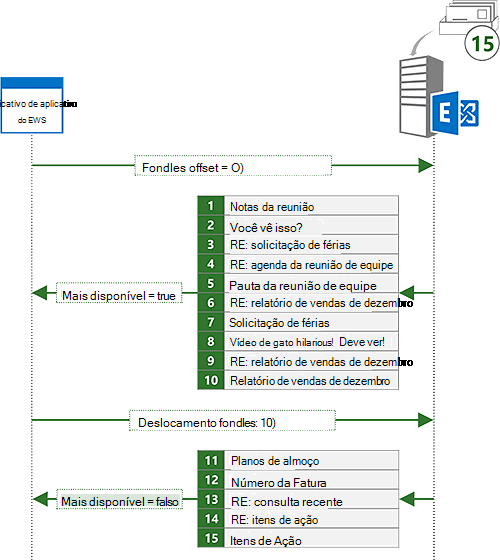 15
do EWS
Fondles offset = O)
1 Notas da reunião
2 Você vê isso?
3 RE: solicitação de férias
4 RE: agenda da reunião de equipe
5 Pauta da reunião de equipe
Mais disponível = true
6 RE: relatório de vendas de dezembro
7 Solicitação de férias
8 Vídeo de gato hilarious! Deve ver!
9 RE: relatório de vendas de dezembro
10 Relatório de vendas de dezembro
Deslocamento fondles: 10)
11 Planos de almoço
12 Número da Fatura
Mais disponível = falso
13 RE: consulta recente
14 RE: itens de ação
15 Itens de Ação